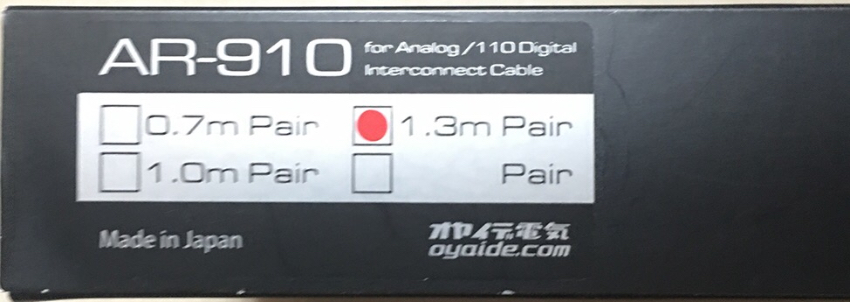 AR-910
for Analog/110 Digital
Interconnect Cable
0.7m Pair
1.3m Pair
1.0m Pair
Pair
Made in Japan
オヤイデ電気
oyaide.com